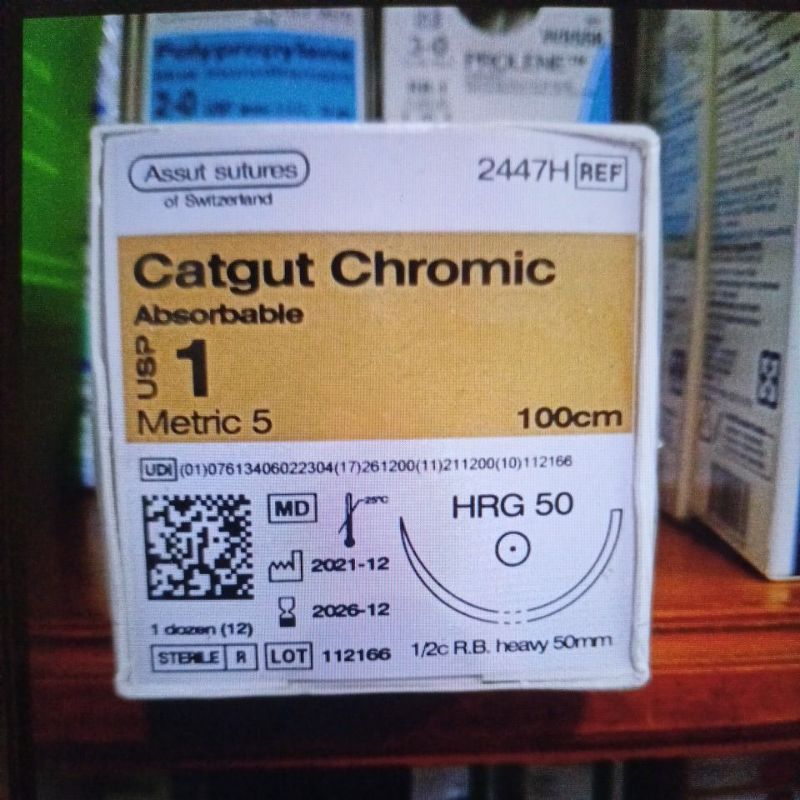 Polypropylene
2-0
2-0
PROLENE™
Assut sutures
of Switzerland
2447H REF
Catgut Chromic
Absorbable
USP 1
Metric 5
100cm
UDI (01)07613406022304(17)261200(11)211200(10)112166
MD
25°C
HRG 50
2021-12
2026-12
1 dozen (12)
STERILE R LOT 112166
1/2c R.B. heavy 50mm